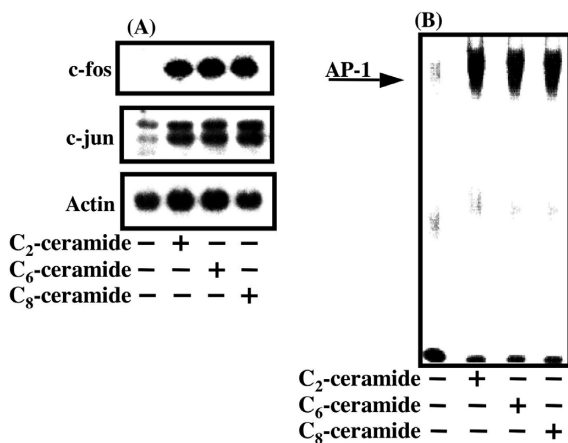 (A)
c-fos
c-jun
Actin
C₂-ceramide – + – –
C₆-ceramide – – + –
C₈-ceramide – – – +
(B)
AP-1
C₂-ceramide – + – –
C₆-ceramide – – + –
C₈-ceramide – – – +